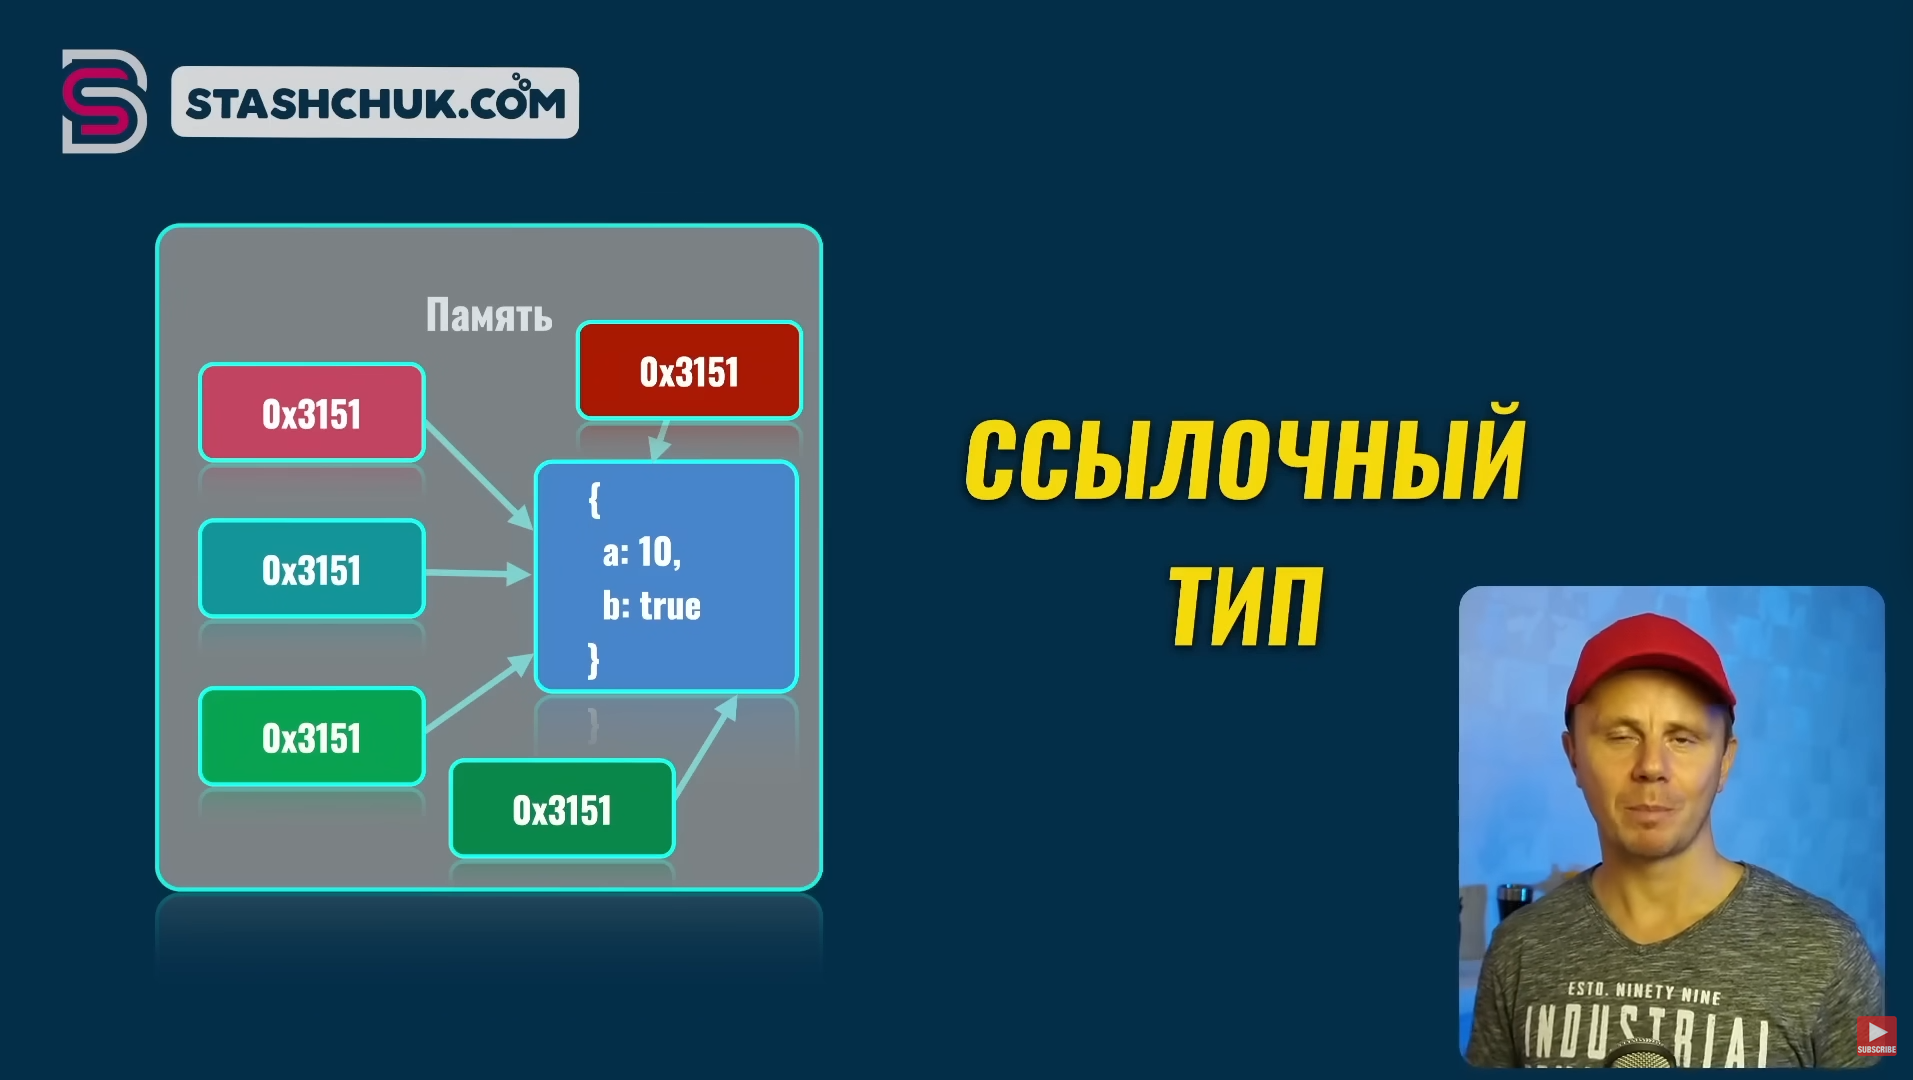 STASHCHUK.COM
Память
0x3151
0x3151
0x3151
0x3151
0x3151
{
a: 10,
b: true
}
ССЫЛОЧНЫЙ
ТИП
ESTD. NINETY NINE
INDUSTRIAL
SUBSCRIBE